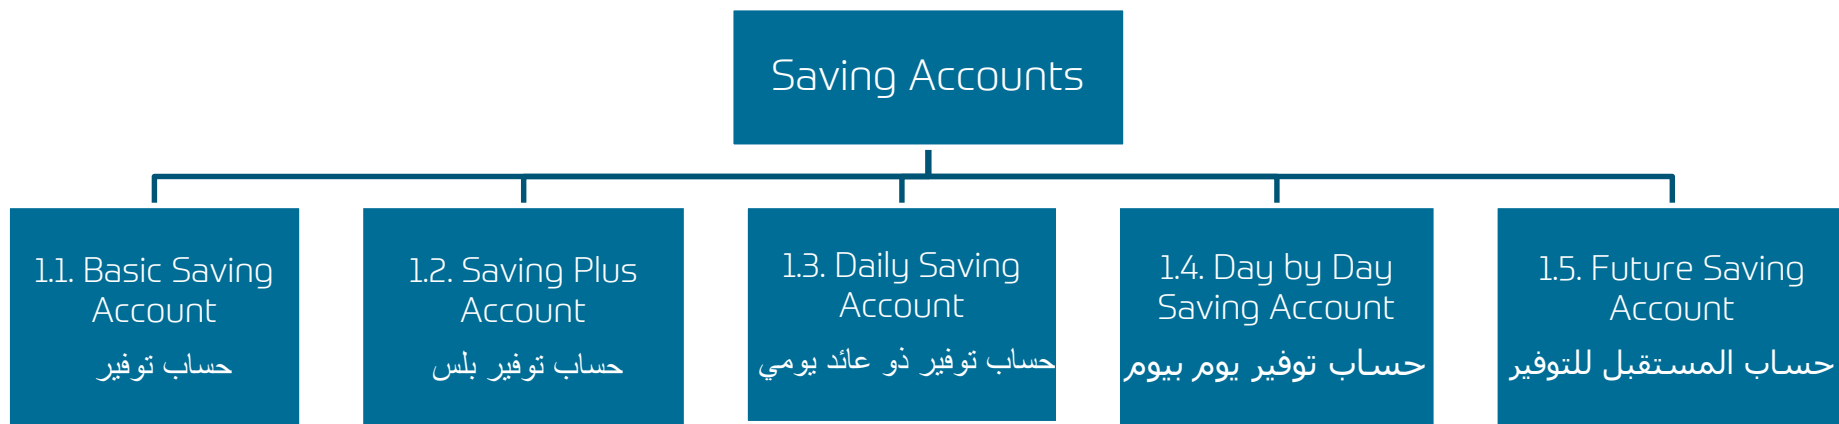 Saving Accounts
1.1. Basic Saving
Account
حساب توفير
1.2. Saving Plus
Account
حساب توفير بلس
1.3. Daily Saving
Account
حساب توفير ذو عائد يومي
1.4. Day by Day
Saving Account
حساب توفير يوم بيوم
1.5. Future Saving
Account
حساب المستقبل للتوفير